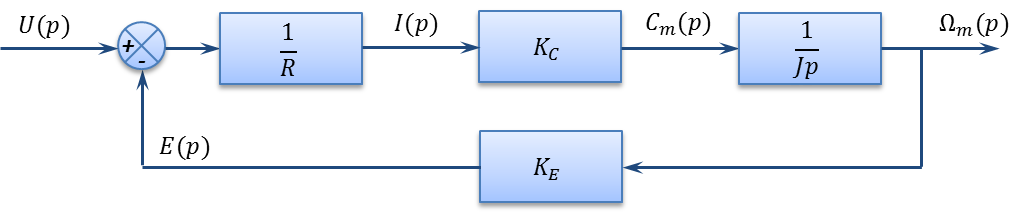 U(p) + - 1/R I(p) K_C C_m(p) 1/Jp Ω_m(p)
E(p) K_E